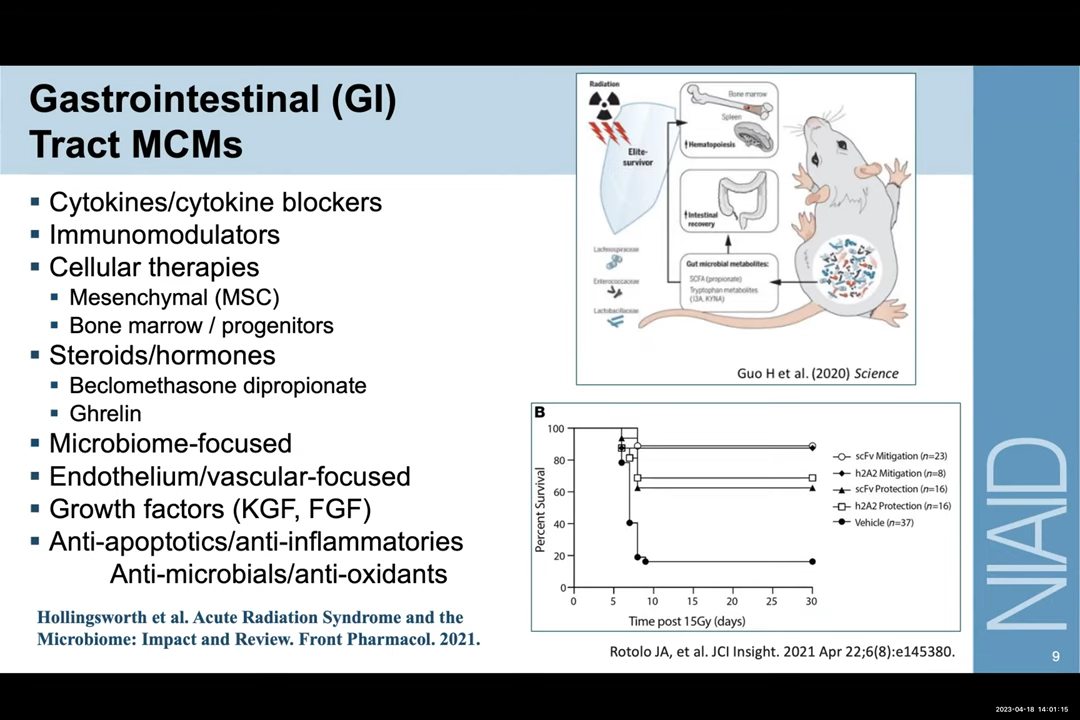 Gastrointestinal (GI)
Tract MCMs
▪ Cytokines/cytokine blockers
▪ Immunomodulators
▪ Cellular therapies
▪ Mesenchymal (MSC)
▪ Bone marrow / progenitors
▪ Steroids/hormones
▪ Beclomethasone dipropionate
▪ Ghrelin
▪ Microbiome-focused
▪ Endothelium/vascular-focused
▪ Growth factors (KGF, FGF)
▪ Anti-apoptotics/anti-inflammatories
Anti-microbials/anti-oxidants
Hollingsworth et al. Acute Radiation Syndrome and the
Microbiome: Impact and Review. Front Pharmacol. 2021.
Radiation
Elite-
survivor
Bone marrow
Spleen
Hematopoiesis
Intestinal
recovery
Lachnospiraceae
Enterococcaceae
Lactobacillaceae
Gut microbial metabolites:
SCFA (propionate)
Tryptophan metabolites
(I3A, KYNA)
Guo H et al. (2020) Science
B
Percent Survival
100
80
60
40
20
0
0 5 10 15 20 25 30
Time post 15Gy (days)
scFv Mitigation (n=23)
h2A2 Mitigation (n=8)
scFv Protection (n=16)
h2A2 Protection (n=16)
Vehicle (n=37)
Rotolo JA, et al. JCI Insight. 2021 Apr 22;6(8):e145380.
NIAID
9
2023-04-18 14:01:15